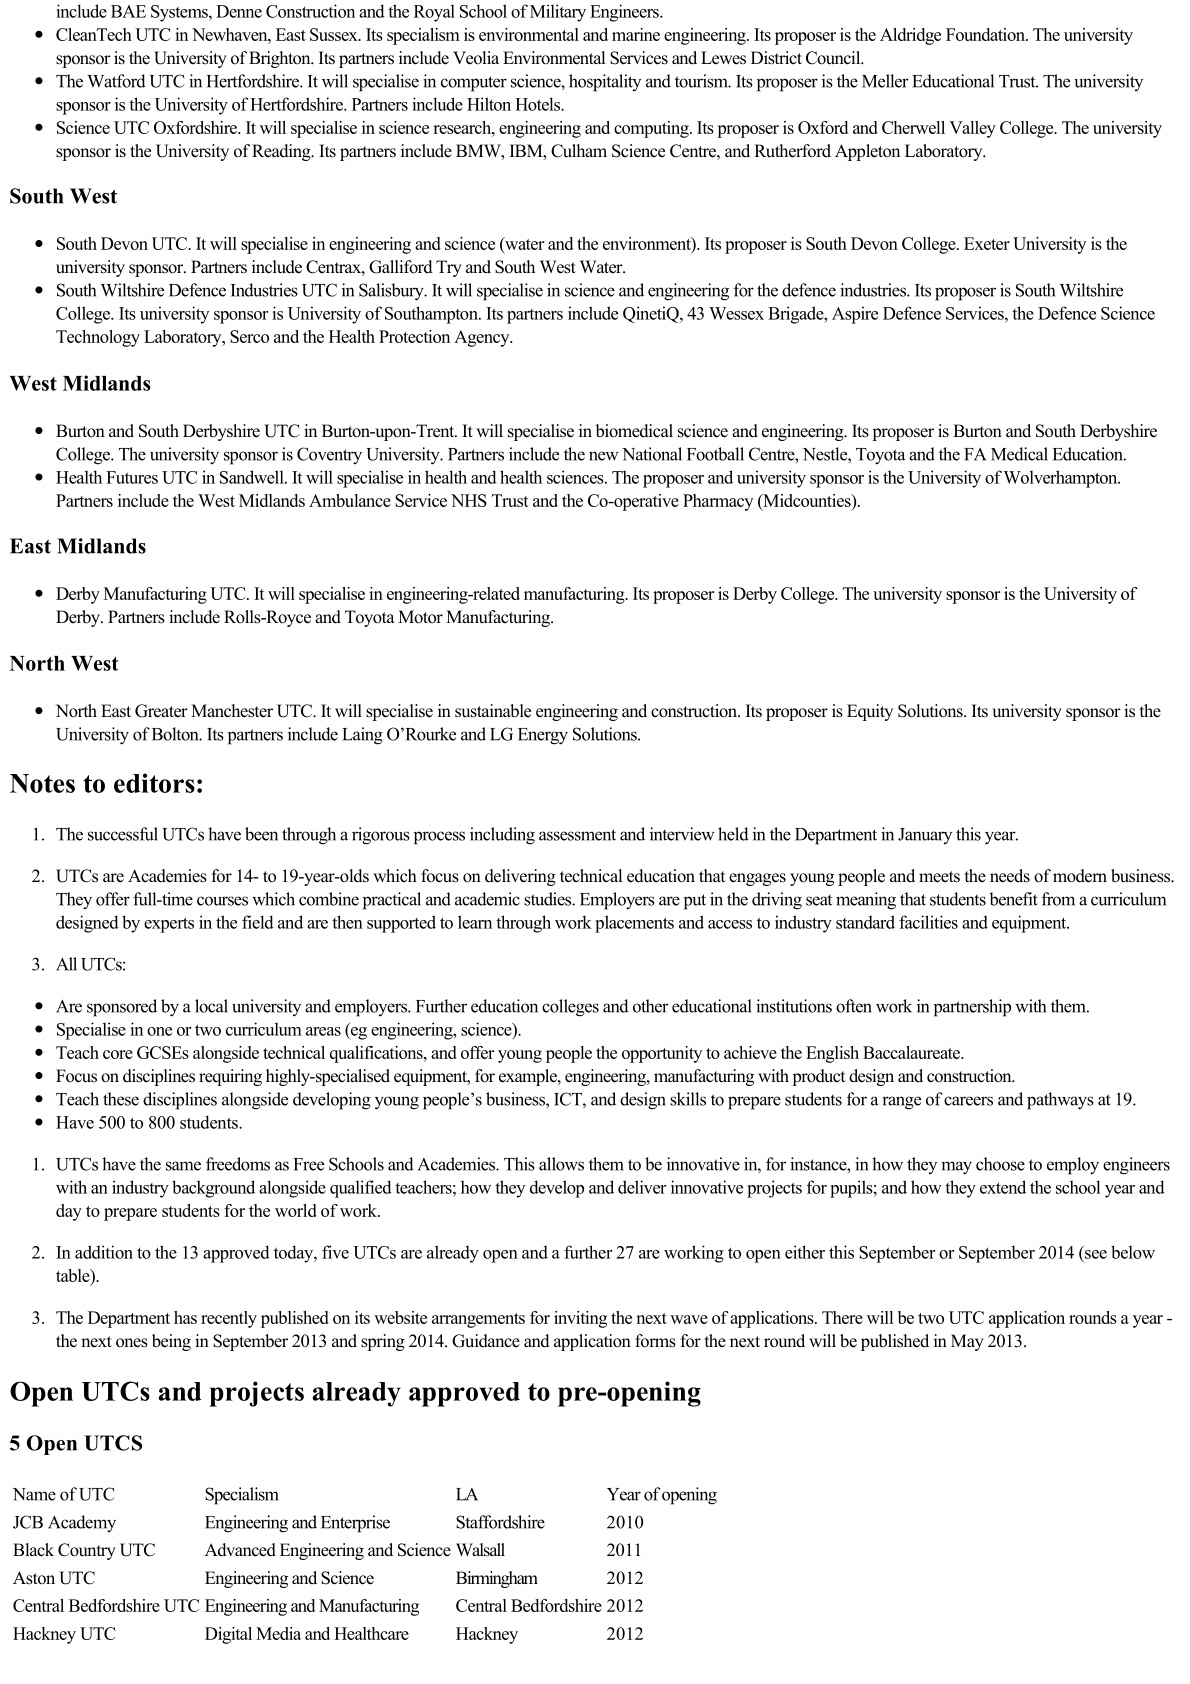 include BAE Systems, Denne Construction and the Royal School of Military Engineers.
• CleanTech UTC in Newhaven, East Sussex. Its specialism is environmental and marine engineering. Its proposer is the Aldridge Foundation. The university
sponsor is the University of Brighton. Its partners include Veolia Environmental Services and Lewes District Council.
• The Watford UTC in Hertfordshire. It will specialise in computer science, hospitality and tourism. Its proposer is the Meller Educational Trust. The university
sponsor is the University of Hertfordshire. Partners include Hilton Hotels.
• Science UTC Oxfordshire. It will specialise in science research, engineering and computing. Its proposer is Oxford and Cherwell Valley College. The university
sponsor is the University of Reading. Its partners include BMW, IBM, Culham Science Centre, and Rutherford Appleton Laboratory.
South West
• South Devon UTC. It will specialise in engineering and science (water and the environment). Its proposer is South Devon College. Exeter University is the
university sponsor. Partners include Centrax, Galliford Try and South West Water.
• South Wiltshire Defence Industries UTC in Salisbury. It will specialise in science and engineering for the defence industries. Its proposer is South Wiltshire
College. Its university sponsor is University of Southampton. Its partners include QinetiQ, 43 Wessex Brigade, Aspire Defence Services, the Defence Science
Technology Laboratory, Serco and the Health Protection Agency.
West Midlands
• Burton and South Derbyshire UTC in Burton-upon-Trent. It will specialise in biomedical science and engineering. Its proposer is Burton and South Derbyshire
College. The university sponsor is Coventry University. Partners include the new National Football Centre, Nestle, Toyota and the FA Medical Education.
• Health Futures UTC in Sandwell. It will specialise in health and health sciences. The proposer and university sponsor is the University of Wolverhampton.
Partners include the West Midlands Ambulance Service NHS Trust and the Co-operative Pharmacy (Midcounties).
East Midlands
• Derby Manufacturing UTC. It will specialise in engineering-related manufacturing. Its proposer is Derby College. The university sponsor is the University of
Derby. Partners include Rolls-Royce and Toyota Motor Manufacturing.
North West
• North East Greater Manchester UTC. It will specialise in sustainable engineering and construction. Its proposer is Equity Solutions. Its university sponsor is the
University of Bolton. Its partners include Laing O’Rourke and LG Energy Solutions.
Notes to editors:
1. The successful UTCs have been through a rigorous process including assessment and interview held in the Department in January this year.
2. UTCs are Academies for 14- to 19-year-olds which focus on delivering technical education that engages young people and meets the needs of modern business.
They offer full-time courses which combine practical and academic studies. Employers are put in the driving seat meaning that students benefit from a curriculum
designed by experts in the field and are then supported to learn through work placements and access to industry standard facilities and equipment.
3. All UTCs:
• Are sponsored by a local university and employers. Further education colleges and other educational institutions often work in partnership with them.
• Specialise in one or two curriculum areas (eg engineering, science).
• Teach core GCSEs alongside technical qualifications, and offer young people the opportunity to achieve the English Baccalaureate.
• Focus on disciplines requiring highly-specialised equipment, for example, engineering, manufacturing with product design and construction.
• Teach these disciplines alongside developing young people’s business, ICT, and design skills to prepare students for a range of careers and pathways at 19.
• Have 500 to 800 students.
1. UTCs have the same freedoms as Free Schools and Academies. This allows them to be innovative in, for instance, in how they may choose to employ engineers
with an industry background alongside qualified teachers; how they develop and deliver innovative projects for pupils; and how they extend the school year and
day to prepare students for the world of work.
2. In addition to the 13 approved today, five UTCs are already open and a further 27 are working to open either this September or September 2014 (see below
table).
3. The Department has recently published on its website arrangements for inviting the next wave of applications. There will be two UTC application rounds a year -
the next ones being in September 2013 and spring 2014. Guidance and application forms for the next round will be published in May 2013.
Open UTCs and projects already approved to pre-opening
5 Open UTCS
Name of UTC Specialism LA Year of opening
JCB Academy Engineering and Enterprise Staffordshire 2010
Black Country UTC Advanced Engineering and Science Walsall 2011
Aston UTC Engineering and Science Birmingham 2012
Central Bedfordshire UTC Engineering and Manufacturing Central Bedfordshire 2012
Hackney UTC Digital Media and Healthcare Hackney 2012